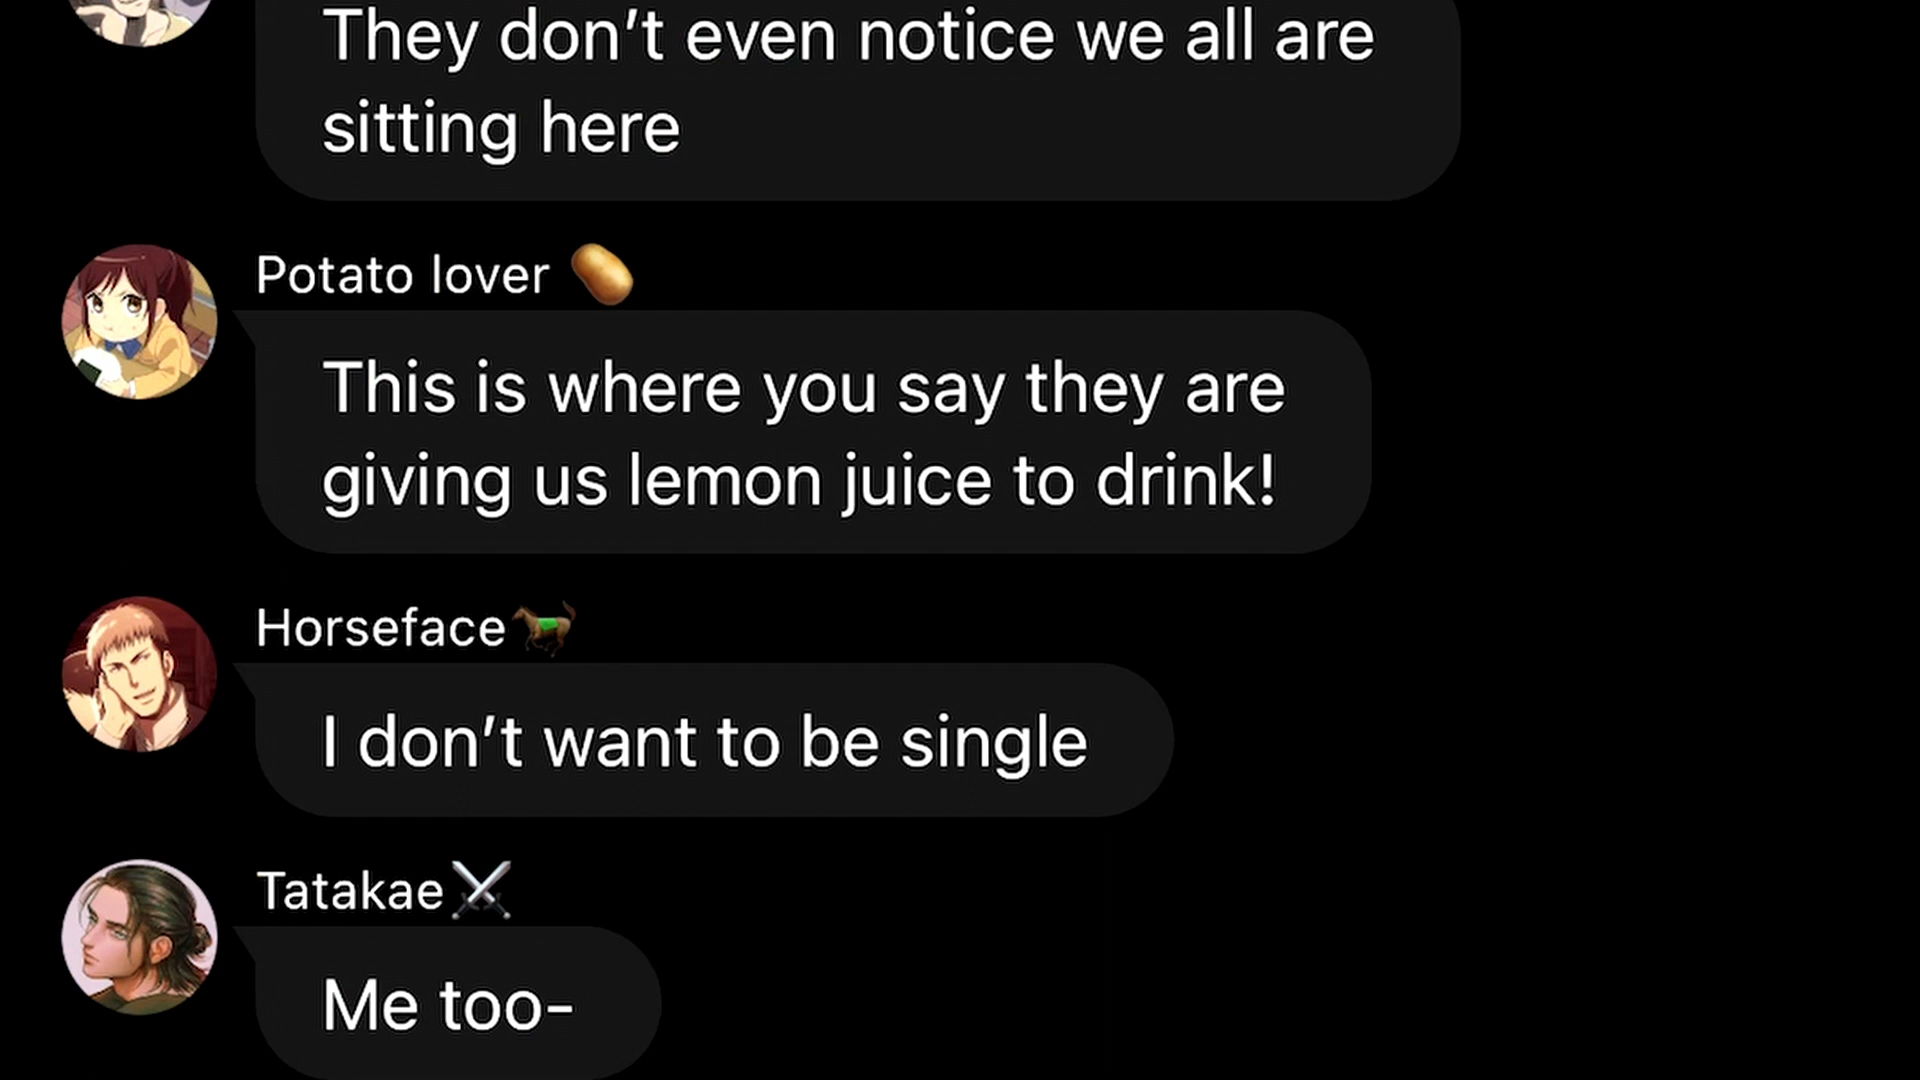 They don’t even notice we all are
sitting here
Potato lover 🥔
This is where you say they are
giving us lemon juice to drink!
Horseface🐎
I don’t want to be single
Tatakae⚔️
Me too-